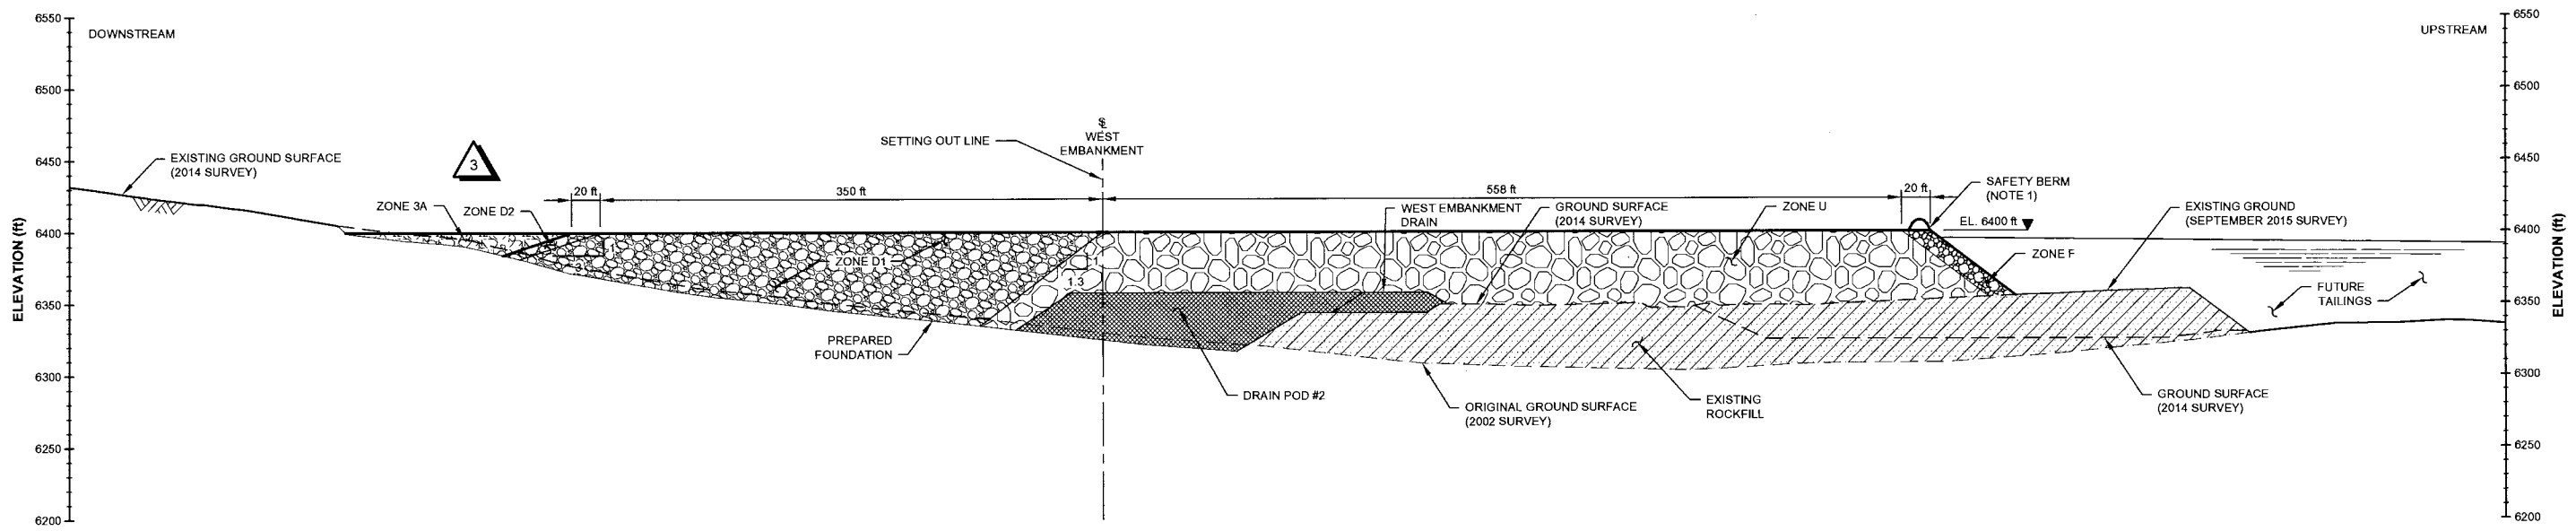 6550
DOWNSTREAM
6500
6450
6400
6350
6300
6250
6200
ELEVATION (ft)
EXISTING GROUND SURFACE
(2014 SURVEY)
3
ZONE 3A
ZONE D2
20 ft
350 ft
SETTING OUT LINE
WEST
EMBANKMENT
558 ft
20 ft
SAFETY BERM
(NOTE 1)
WEST EMBANKMENT
DRAIN
GROUND SURFACE
(2014 SURVEY)
ZONE U
EL. 6400 ft
EXISTING GROUND
(SEPTEMBER 2015 SURVEY)
ZONE F
1
3
ZONE D1
1
1.3
PREPARED
FOUNDATION
DRAIN POD #2
ORIGINAL GROUND SURFACE
(2002 SURVEY)
EXISTING
ROCKFILL
GROUND SURFACE
(2014 SURVEY)
FUTURE
TAILINGS
UPSTREAM
6550
6500
6450
6400
6350
6300
6250
6200
ELEVATION (ft)